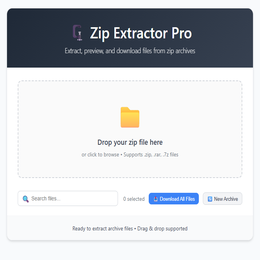 Zip Extractor Pro
Extract, preview, and download files from zip archives
Drop your zip file here
or click to browse • Supports .zip, .rar, .7z files
Search files...
0 selected
Download All Files
New Archive
Ready to extract archive files • Drag & drop supported